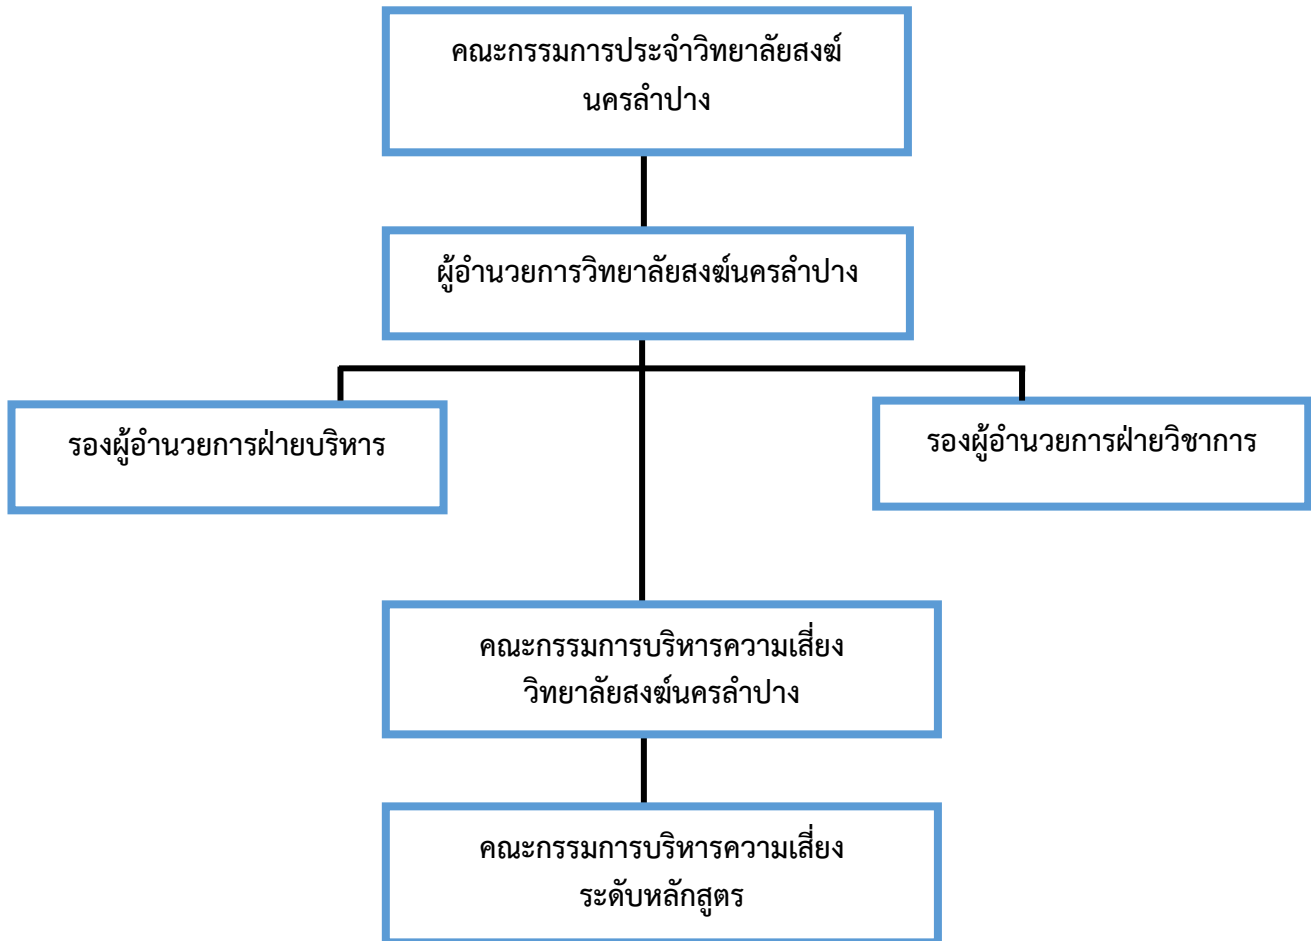 คณะกรรมการประจำวิทยาลัยสงฆ์
นครลำปาง
ผู้อำนวยการวิทยาลัยสงฆ์นครลำปาง
รองผู้อำนวยการฝ่ายบริหาร
รองผู้อำนวยการฝ่ายวิชาการ
คณะกรรมการบริหารความเสี่ยง
วิทยาลัยสงฆ์นครลำปาง
คณะกรรมการบริหารความเสี่ยง
ระดับหลักสูตร